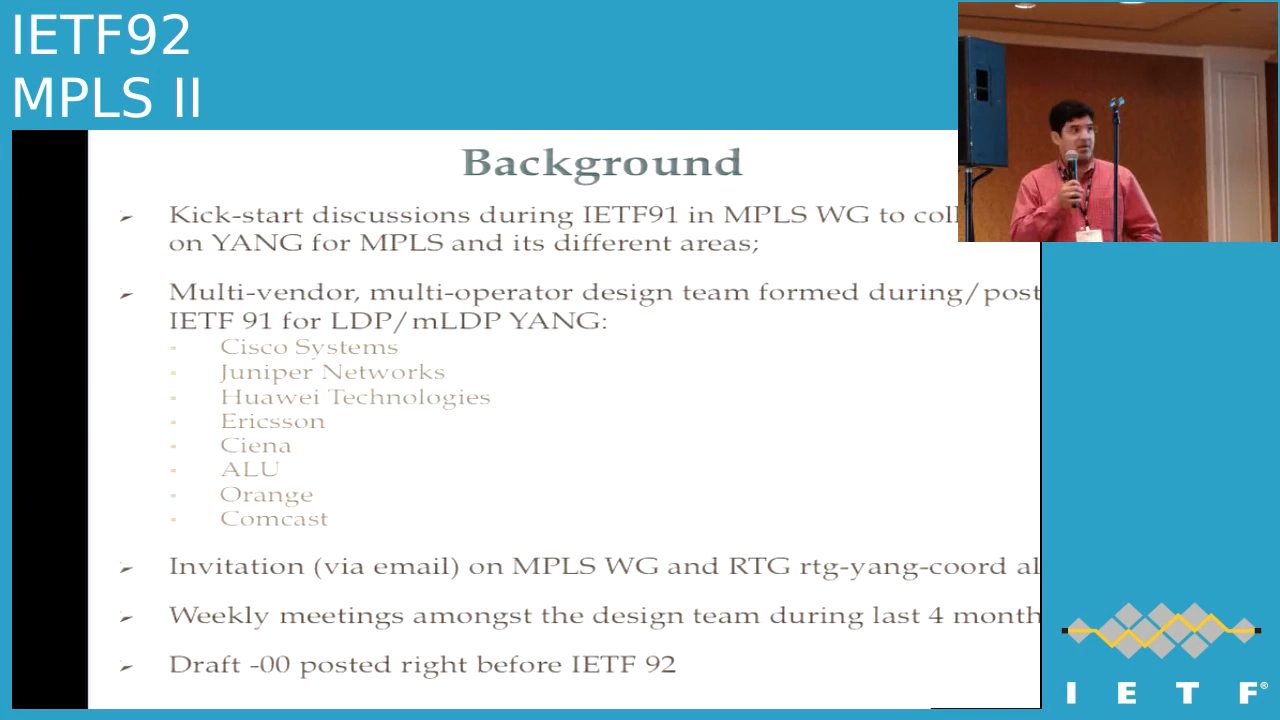 IETF92
MPLS II
Background
Kick-start discussions during IETF91 in MPLS WG to
on YANG for MPLS and its different areas;
Multi-vendor, multi-operator design team formed during/post
IETF 91 for LDP/mLDP YANG:
Cisco Systems
Juniper Networks
Huawei Technologies
Ericsson
Ciena
ALU
Orange
Comcast
Invitation (via email) on MPLS WG and RTG rtg-yang-coord
Weekly meetings amongst the design team during last 4 month
Draft -00 posted right before IETF 92
I E T F®